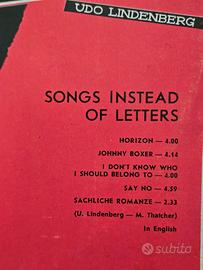 UDO LINDENBERG
SONGS INSTEAD
OF LETTERS
HORIZON — 4.00
JOHNNY BOXER — 4.14
I DON'T KNOW WHO
I SHOULD BELONG TO — 4.00
SAY NO — 4.59
SACHLICHE ROMANZE — 2.33
(U. Lindenberg — M. Thatcher)
In English
subito